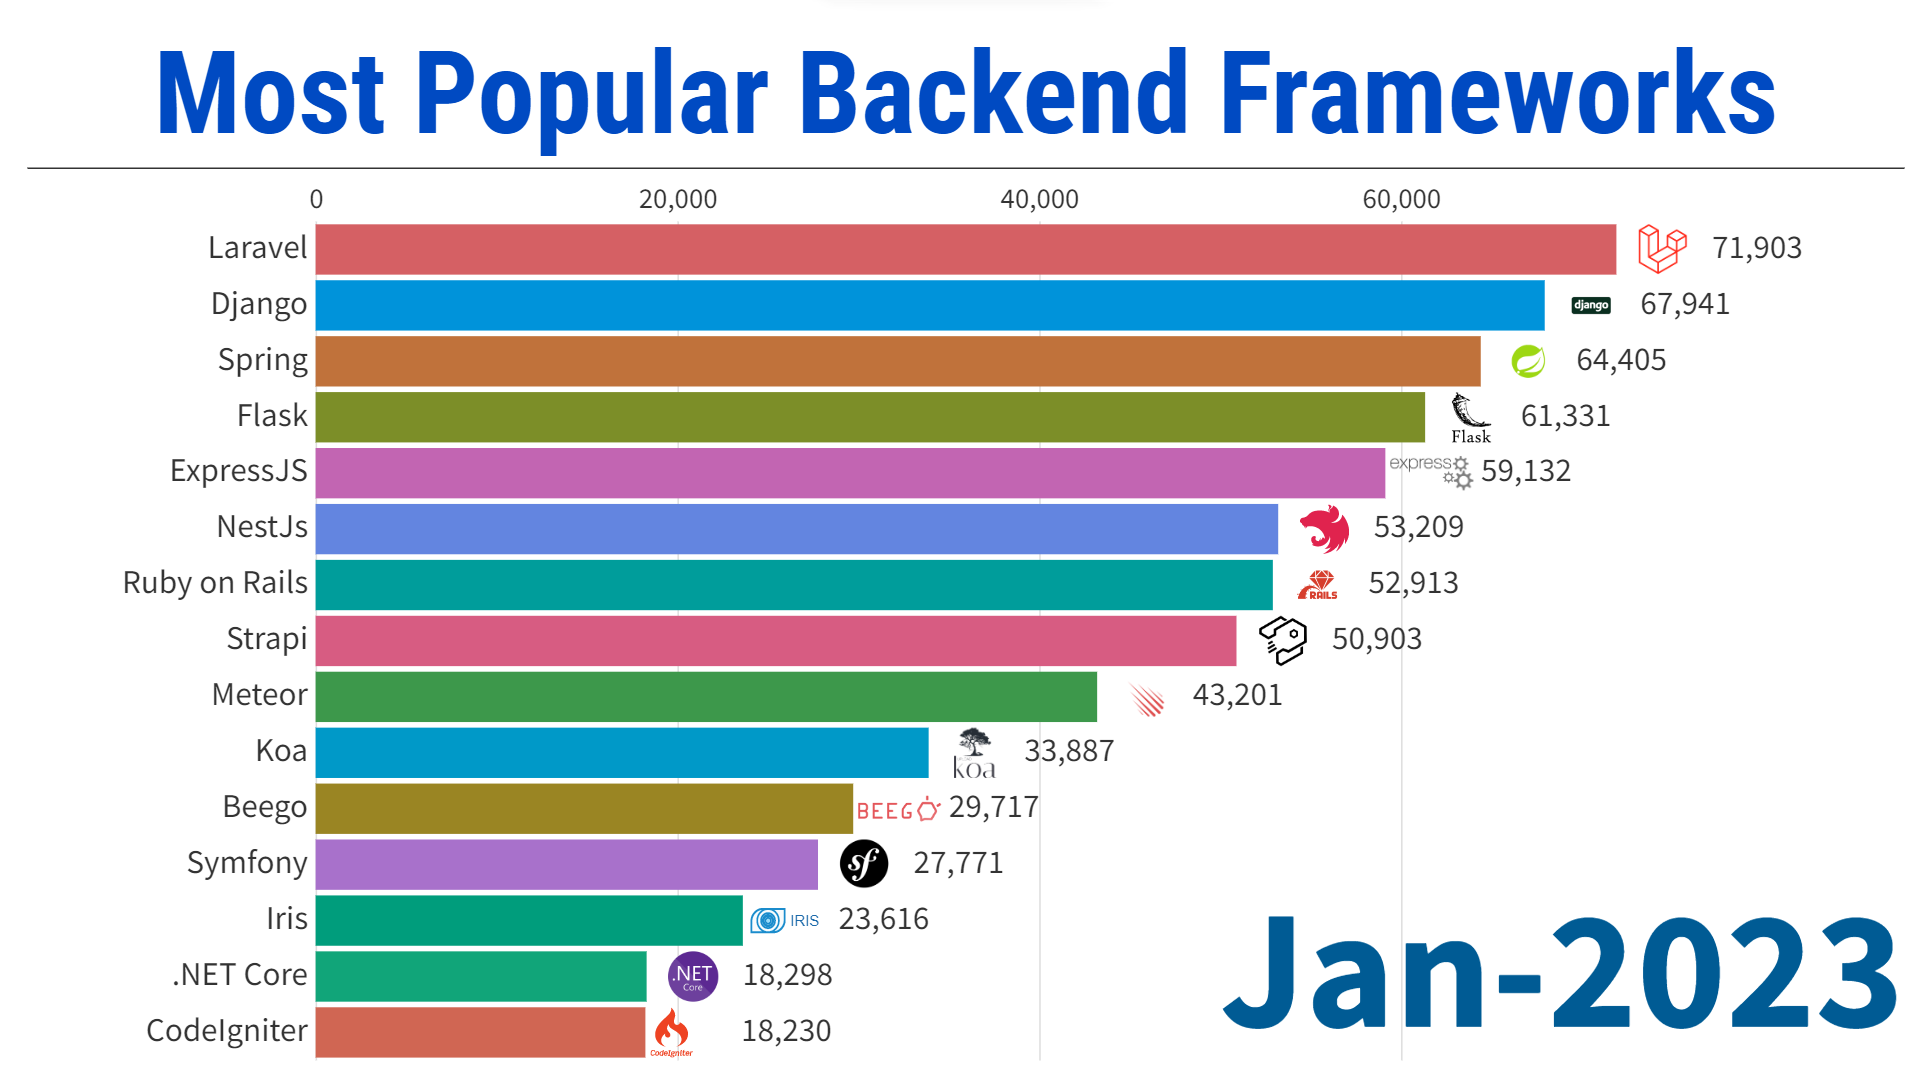 Most Popular Backend Frameworks
0 20,000 40,000 60,000
Laravel 71,903
Django django 67,941
Spring 64,405
Flask Flask 61,331
ExpressJS express 59,132
NestJs 53,209
Ruby on Rails RAILS 52,913
Strapi 50,903
Meteor 43,201
Koa koa 33,887
Beego BEEGO 29,717
Symfony sf 27,771
Iris IRIS 23,616
.NET Core .NET Core 18,298
CodeIgniter CodeIgniter 18,230
Jan-2023